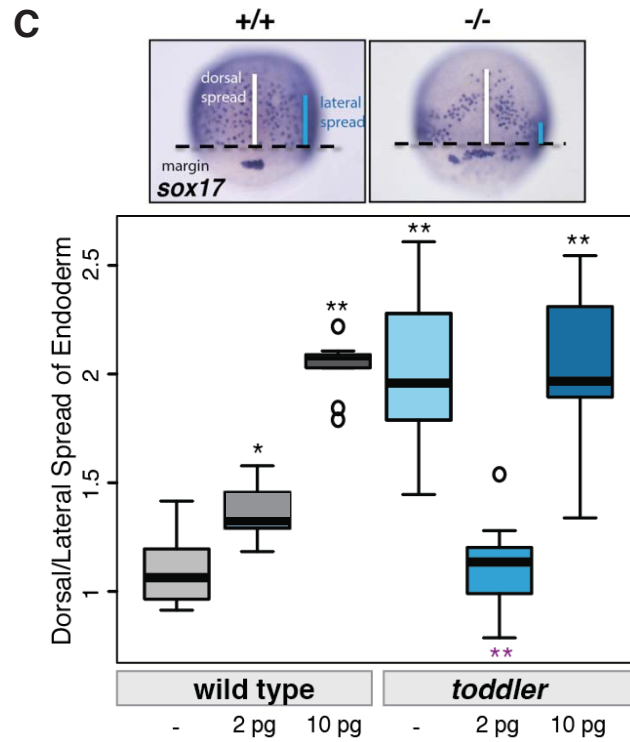 C
+/+ -/-
dorsal
spread
lateral
spread
margin
sox17
Dorsal/Lateral Spread of Endoderm
2.5
2
1.5
1
*
**
**
**
**
wild type toddler
- 2 pg 10 pg - 2 pg 10 pg